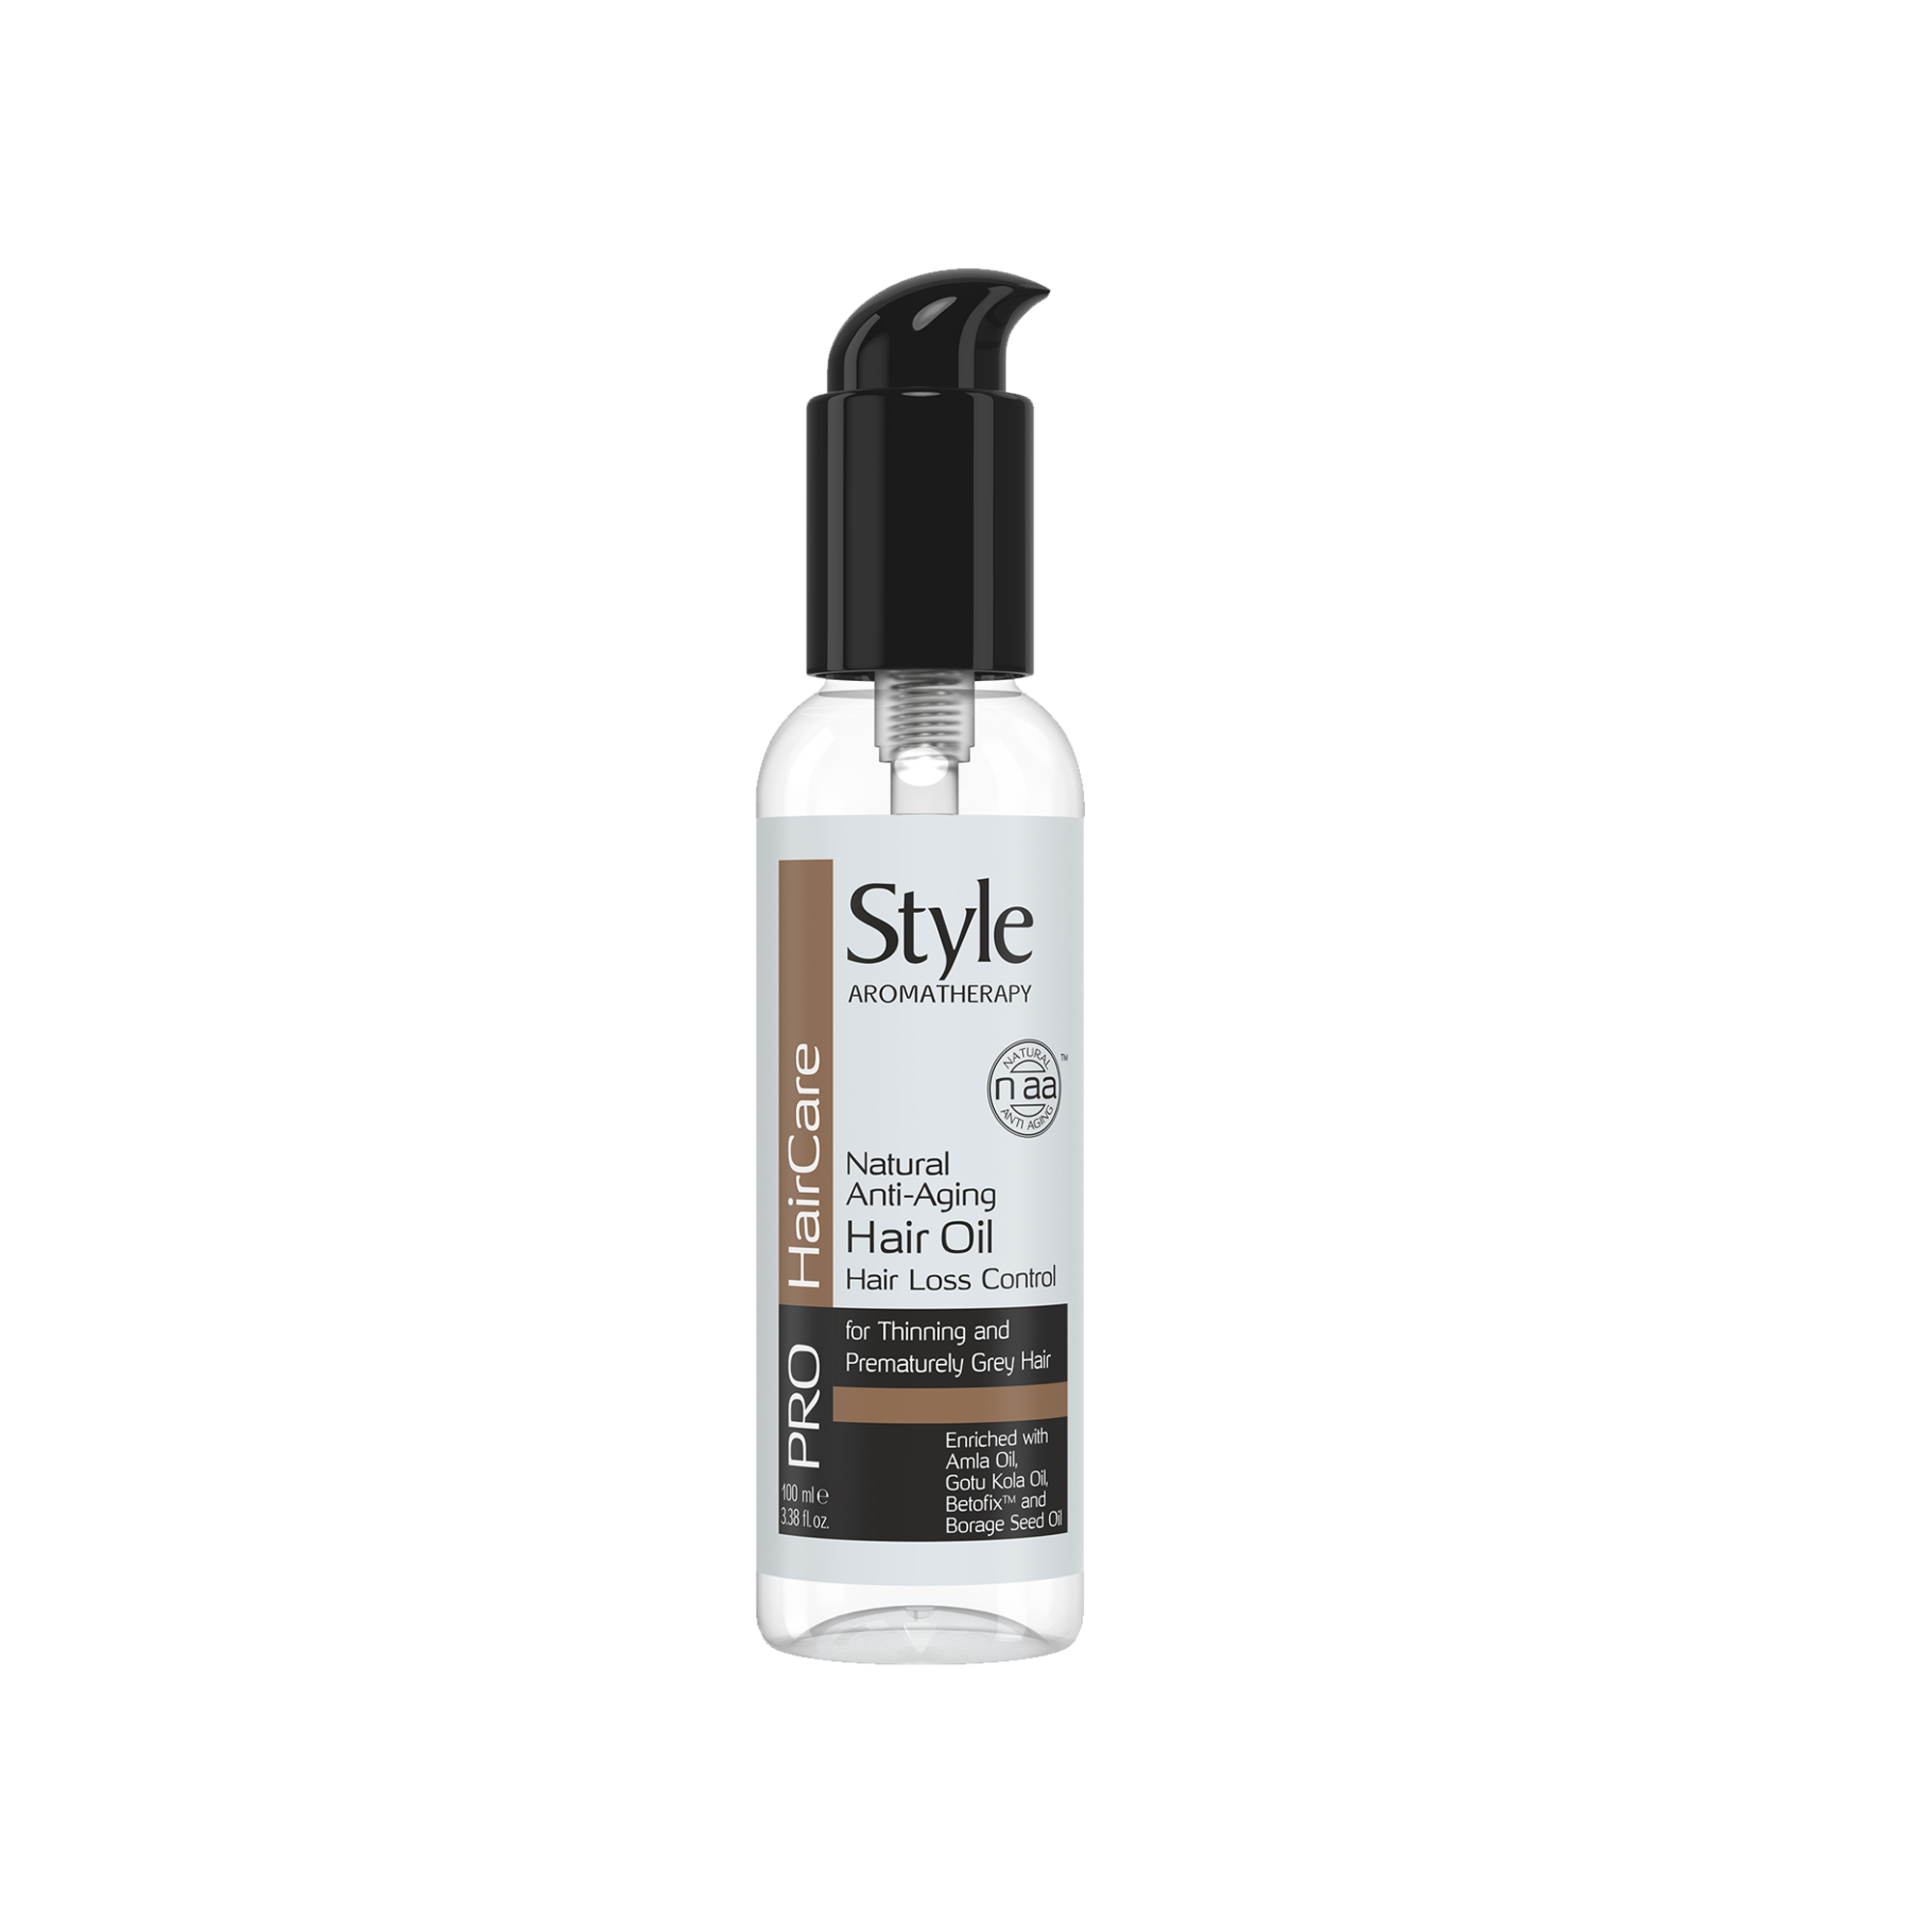 Style
AROMATHERAPY
NATURAL
n aa
ANTI AGING
TM
Natural
Anti-Aging
Hair Oil
Hair Loss Control
for Thinning and
Prematurely Grey Hair
Enriched with
Amla Oil,
Gotu Kola Oil,
Betofix™ and
Borage Seed Oil
PRO HairCare
100 ml ℮
3.38 fl. oz.